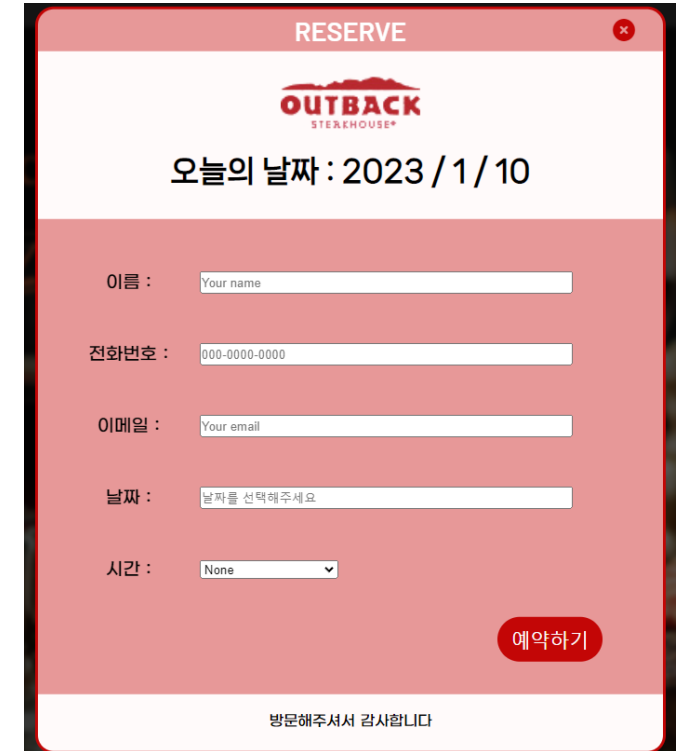 RESERVE
OUTBACK
STEAKHOUSE®
오늘의 날짜 : 2023 / 1 / 10
이름 :
Your name
전화번호 :
000-0000-0000
이메일 :
Your email
날짜 :
날짜를 선택해주세요
시간 :
None
예약하기
방문해주셔서 감사합니다